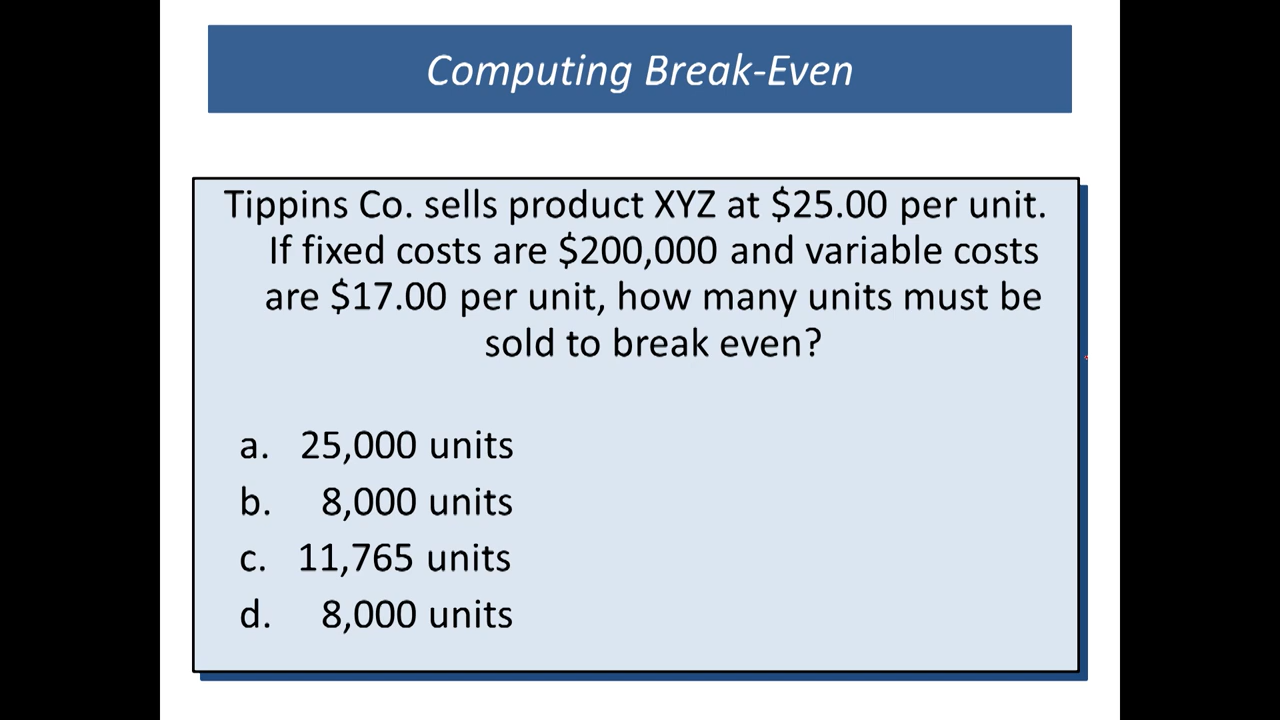 Computing Break-Even
Tippins Co. sells product XYZ at $25.00 per unit.
If fixed costs are $200,000 and variable costs
are $17.00 per unit, how many units must be
sold to break even?
a. 25,000 units
b. 8,000 units
c. 11,765 units
d. 8,000 units